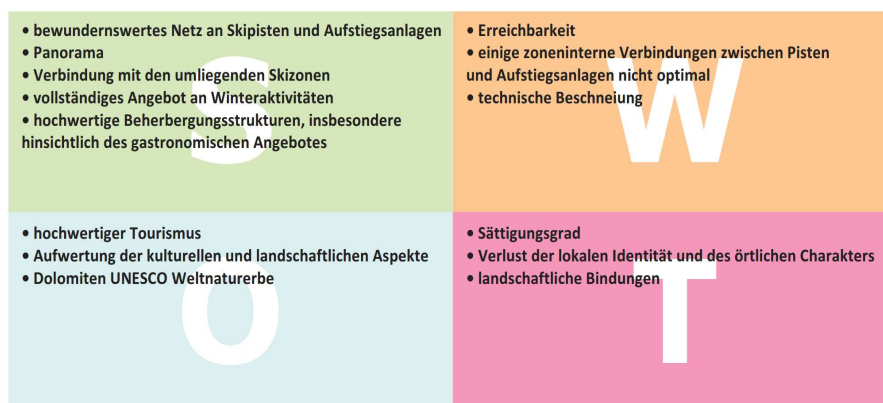 • bewundernswertes Netz an Skipisten und Aufstiegsanlagen
• Panorama
• Verbindung mit den umliegenden Skizonen
• vollständiges Angebot an Winteraktivitäten
• hochwertige Beherbergungsstrukturen, insbesondere
hinsichtlich des gastronomischen Angebotes
S
• Erreichbarkeit
• einige zoneninterne Verbindungen zwischen Pisten
und Aufstiegsanlagen nicht optimal
• technische Beschneiung
W
• hochwertiger Tourismus
• Aufwertung der kulturellen und landschaftlichen Aspekte
• Dolomiten UNESCO Weltnaturerbe
O
• Sättigungsgrad
• Verlust der lokalen Identität und des örtlichen Charakters
• landschaftliche Bindungen
T